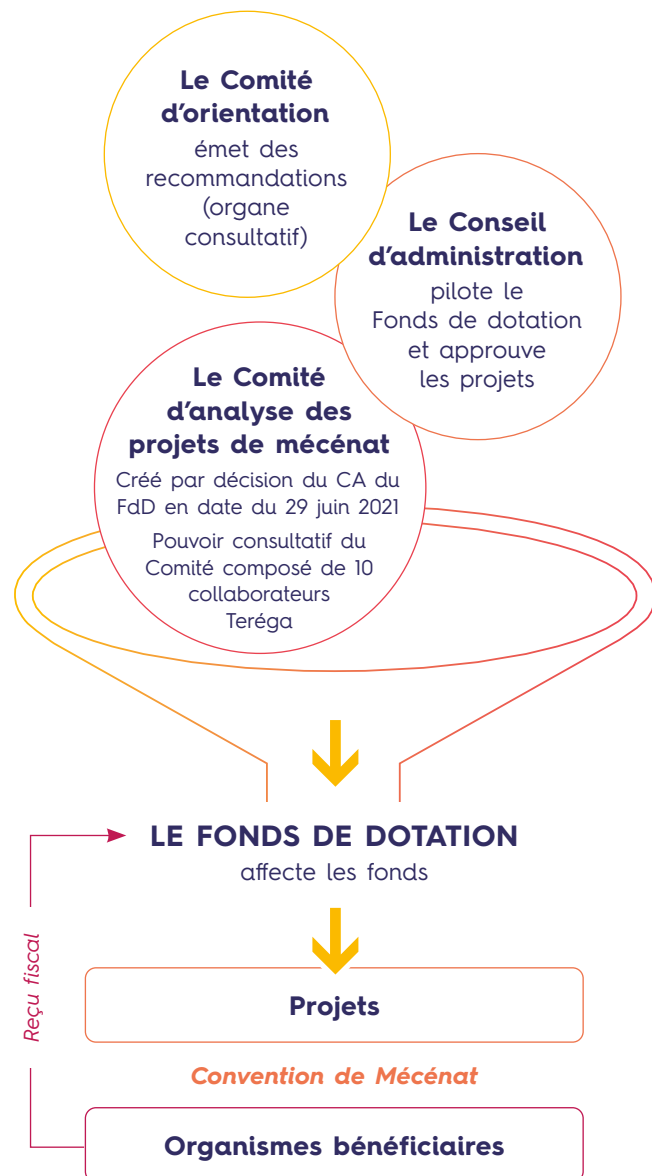 Le Comité
d'orientation
émet des
recommandations
(organe
consultatif)
Le Conseil
d'administration
pilote le
Fonds de dotation
et approuve
les projets
Le Comité
d'analyse des
projets de mécénat
Créé par décision du CA du
FdD en date du 29 juin 2021
Pouvoir consultatif du
Comité composé de 10
collaborateurs
Teréga
LE FONDS DE DOTATION
affecte les fonds
Reçu fiscal
Projets
Convention de Mécénat
Organismes bénéficiaires